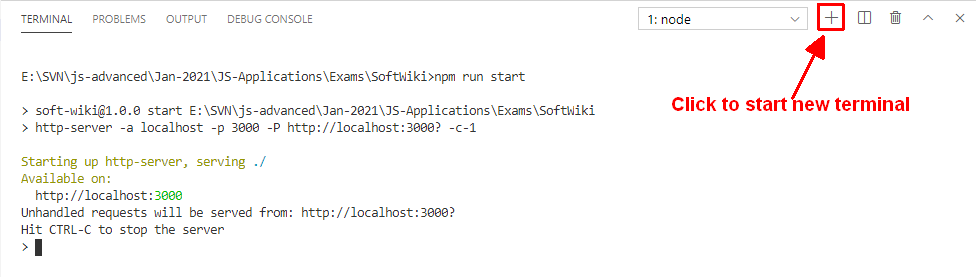 TERMINAL PROBLEMS OUTPUT DEBUG CONSOLE 1: node
E:\SVN\js-advanced\Jan-2021\JS-Applications\Exams\SoftWiki>npm run start
Click to start new terminal
> soft-wiki@1.0.0 start E:\SVN\js-advanced\Jan-2021\JS-Applications\Exams\SoftWiki
> http-server -a localhost -p 3000 -P http://localhost:3000? -c-1
Starting up http-server, serving ./
Available on:
http://localhost:3000
Unhandled requests will be served from: http://localhost:3000?
Hit CTRL-C to stop the server
>